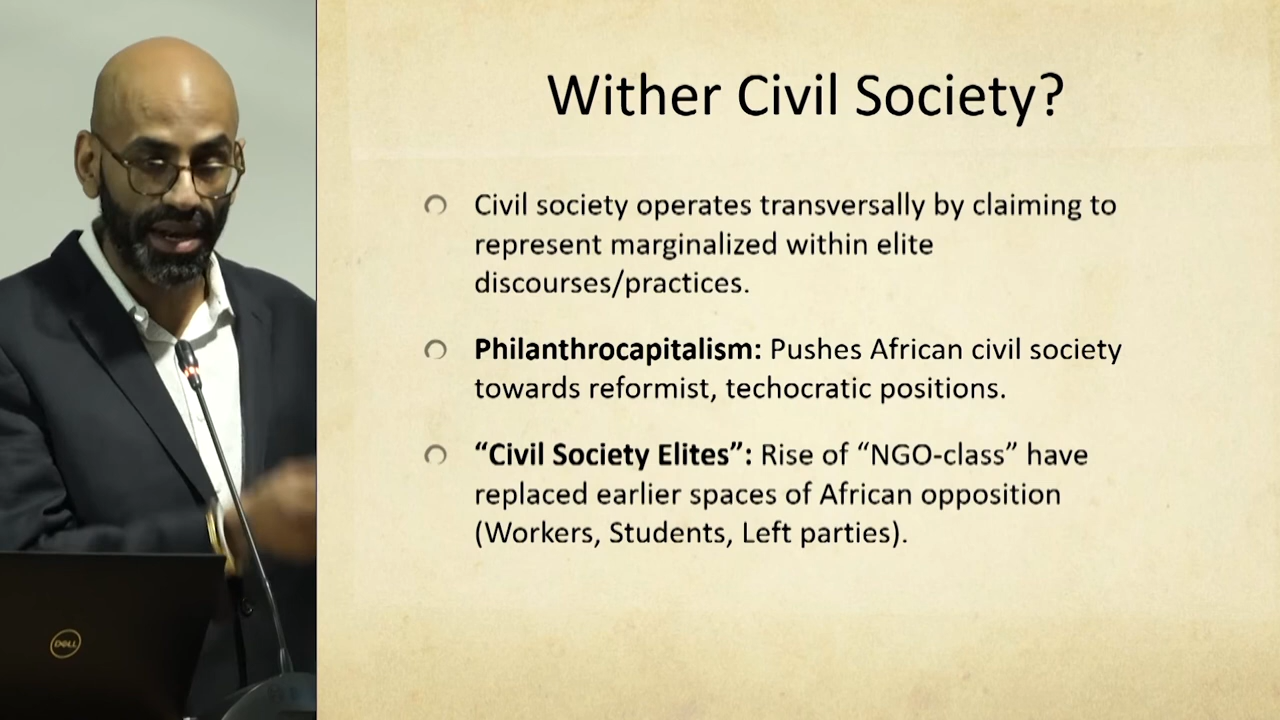 Wither Civil Society?
Civil society operates transversally by claiming to
represent marginalized within elite
discourses/practices.
Philanthrocapitalism: Pushes African civil society
towards reformist, techocratic positions.
“Civil Society Elites”: Rise of “NGO-class” have
replaced earlier spaces of African opposition
(Workers, Students, Left parties).
DELL